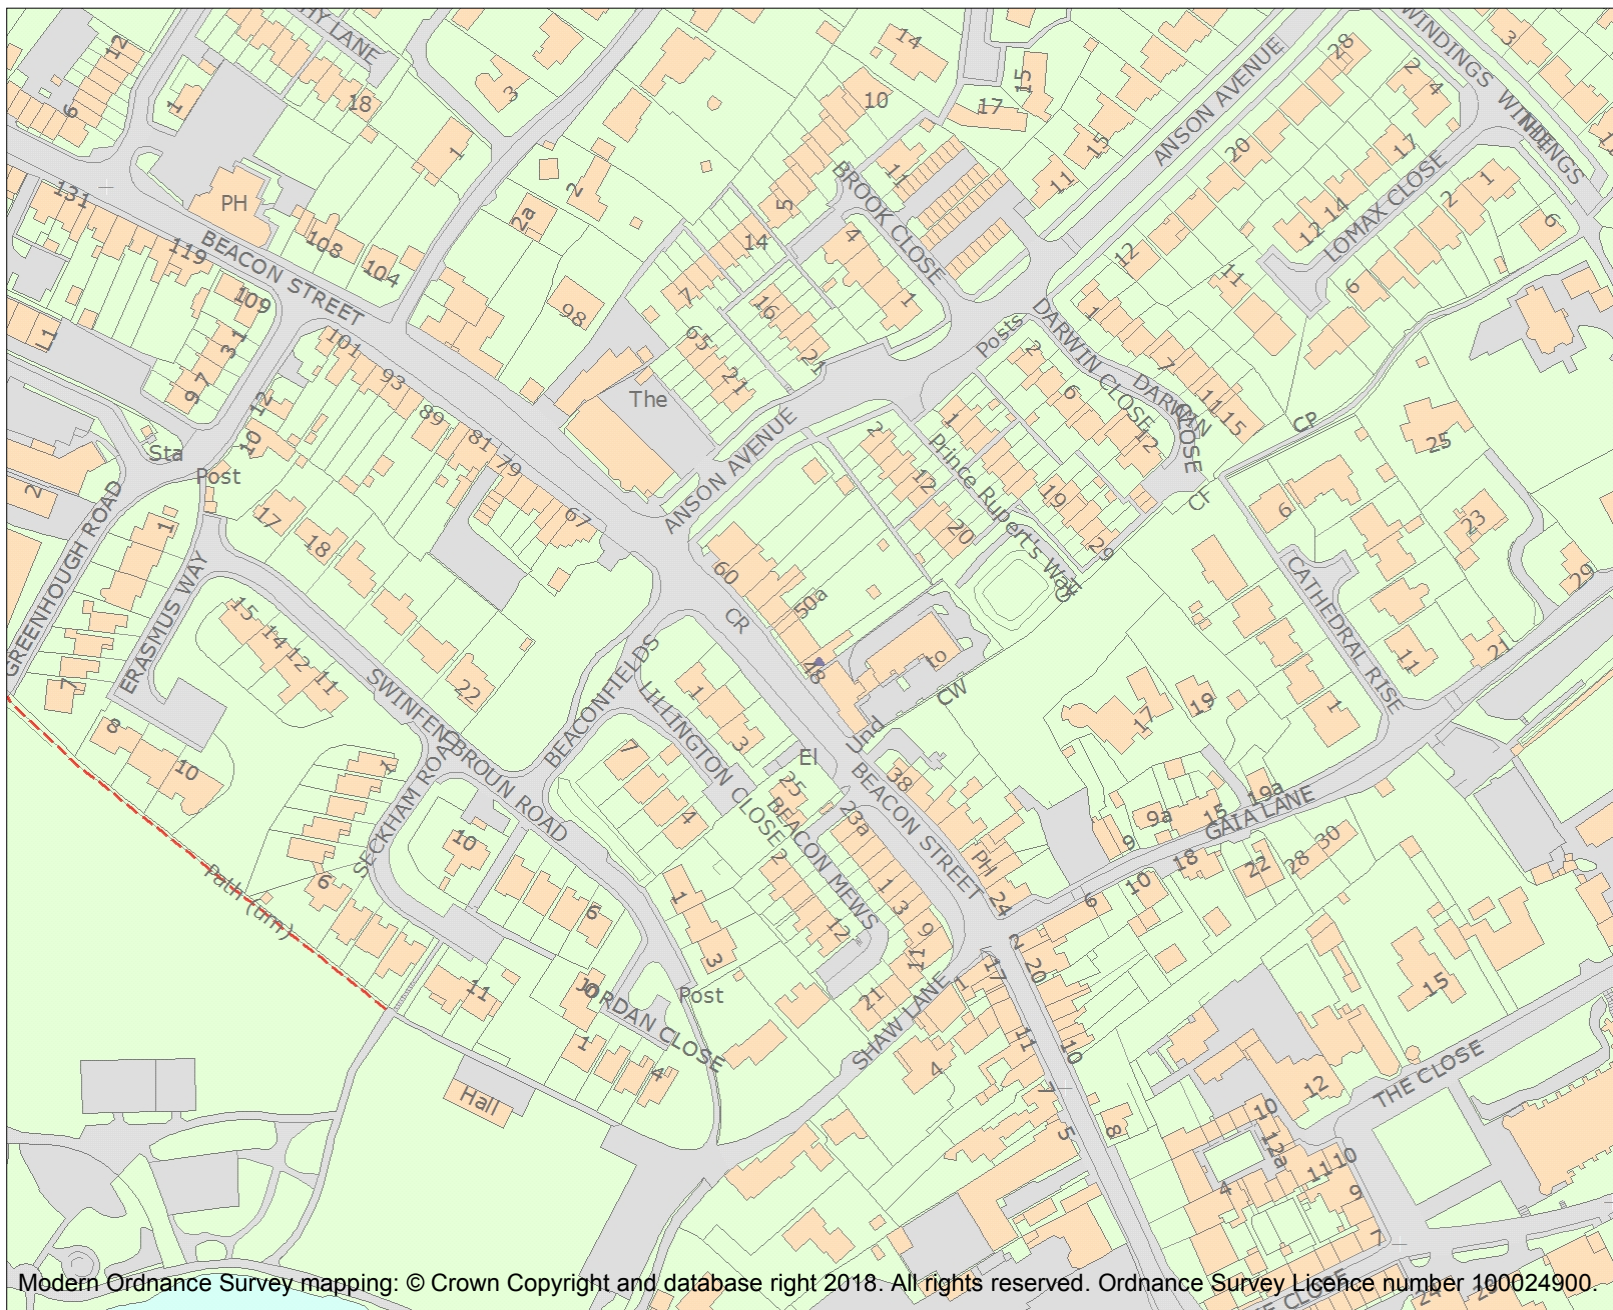 WINDINGS
WINDINGS
3
28
2
4
ANSON AVENUE
14
12
6
1
18
3
10
17
15
15
17
20
LOMAX CLOSE
1
1
2
11
11
BROOK CLOSE
131
PH
2
2a
5
14
12
14
6
119
BEACON STREET
108
104
4
12
11
6
109
98
7
16
1
DARWIN CLOSE
1
1
3
101
65
21
Posts
2
7
9 7
93
21
The
6
DARWIN
CLOSE
11
15
12
89
1
12
CP
10
81
79
ANSON AVENUE
2
Prince Rupert's Way
25
Sta
Post
2
12
19
CF
6
23
17
18
67
20
29
GREENHOUGH ROAD
1
ERASMUS WAY
60
50a
CR
CATHEDRAL RISE
29
15
14
12
11
BEACONFIELDS
48
to
CW
11
21
7
SWINFEN BROUN ROAD
22
LILLINGTON CLOSE
1
3
Und
17
19
1
8
10
1
7
El
25
38
BEACON STREET
SECKHAM ROAD
10
4
BEACON MEWS
23a
PH
9
9a
15
19a
GAIA LANE
6
2
1
3
24
10
18
22
28
30
6
Path (um)
6
1
12
9
11
2
20
3
17
15
11
JORDAN CLOSE
Post
21
SHAW LANE
1
1
4
4
11
10
THE CLOSE
Hall
7
5
8
12
10
12a
11
10
4
9
7
Modern Ordnance Survey mapping: © Crown Copyright and database right 2018. All rights reserved. Ordnance Survey Licence number 100024900.